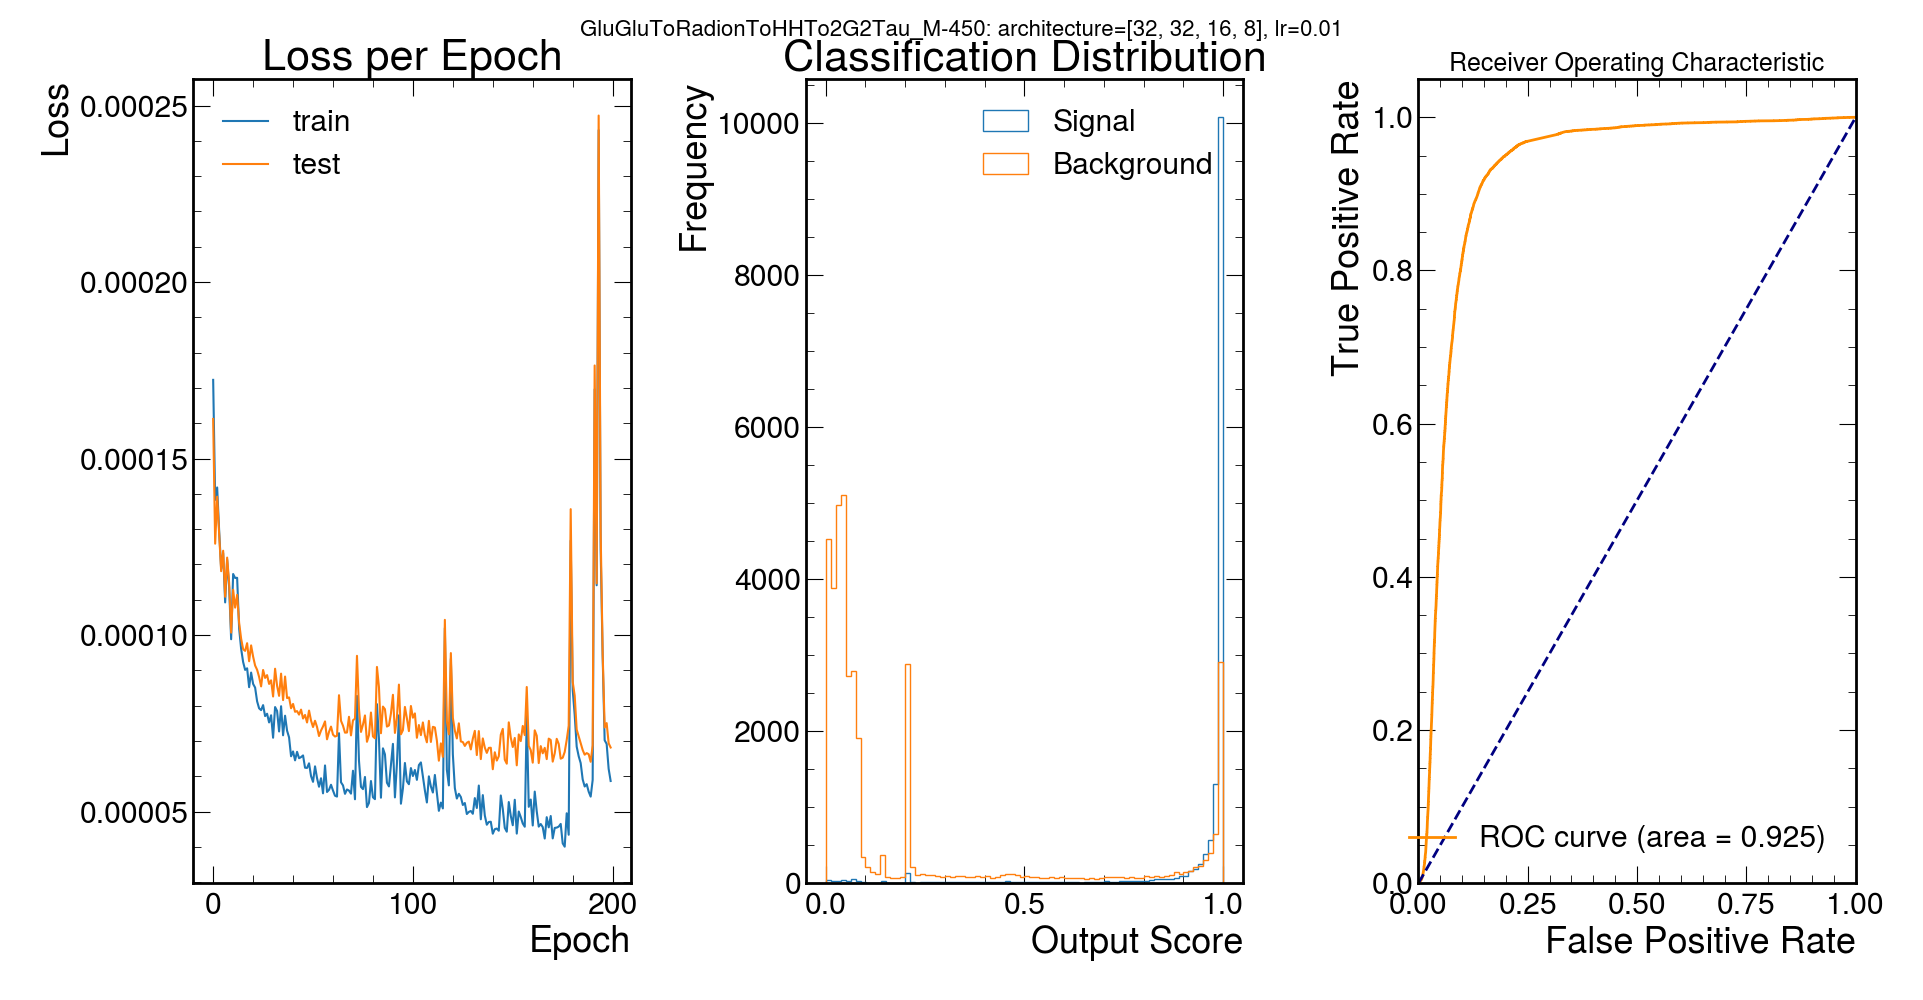 GluGluToRadionToHHTo2G2Tau_M-450: architecture=[32, 32, 16, 8], lr=0.01
Loss per Epoch
Loss
0.00025
0.00020
0.00015
0.00010
0.00005
train
test
0
100
200
Epoch
Classification Distribution
Frequency
10000
8000
6000
4000
2000
0
Signal
Background
0.0
0.5
1.0
Output Score
Receiver Operating Characteristic
True Positive Rate
1.0
0.8
0.6
0.4
0.2
0.0
ROC curve (area = 0.925)
0.00
0.25
0.50
0.75
1.00
False Positive Rate